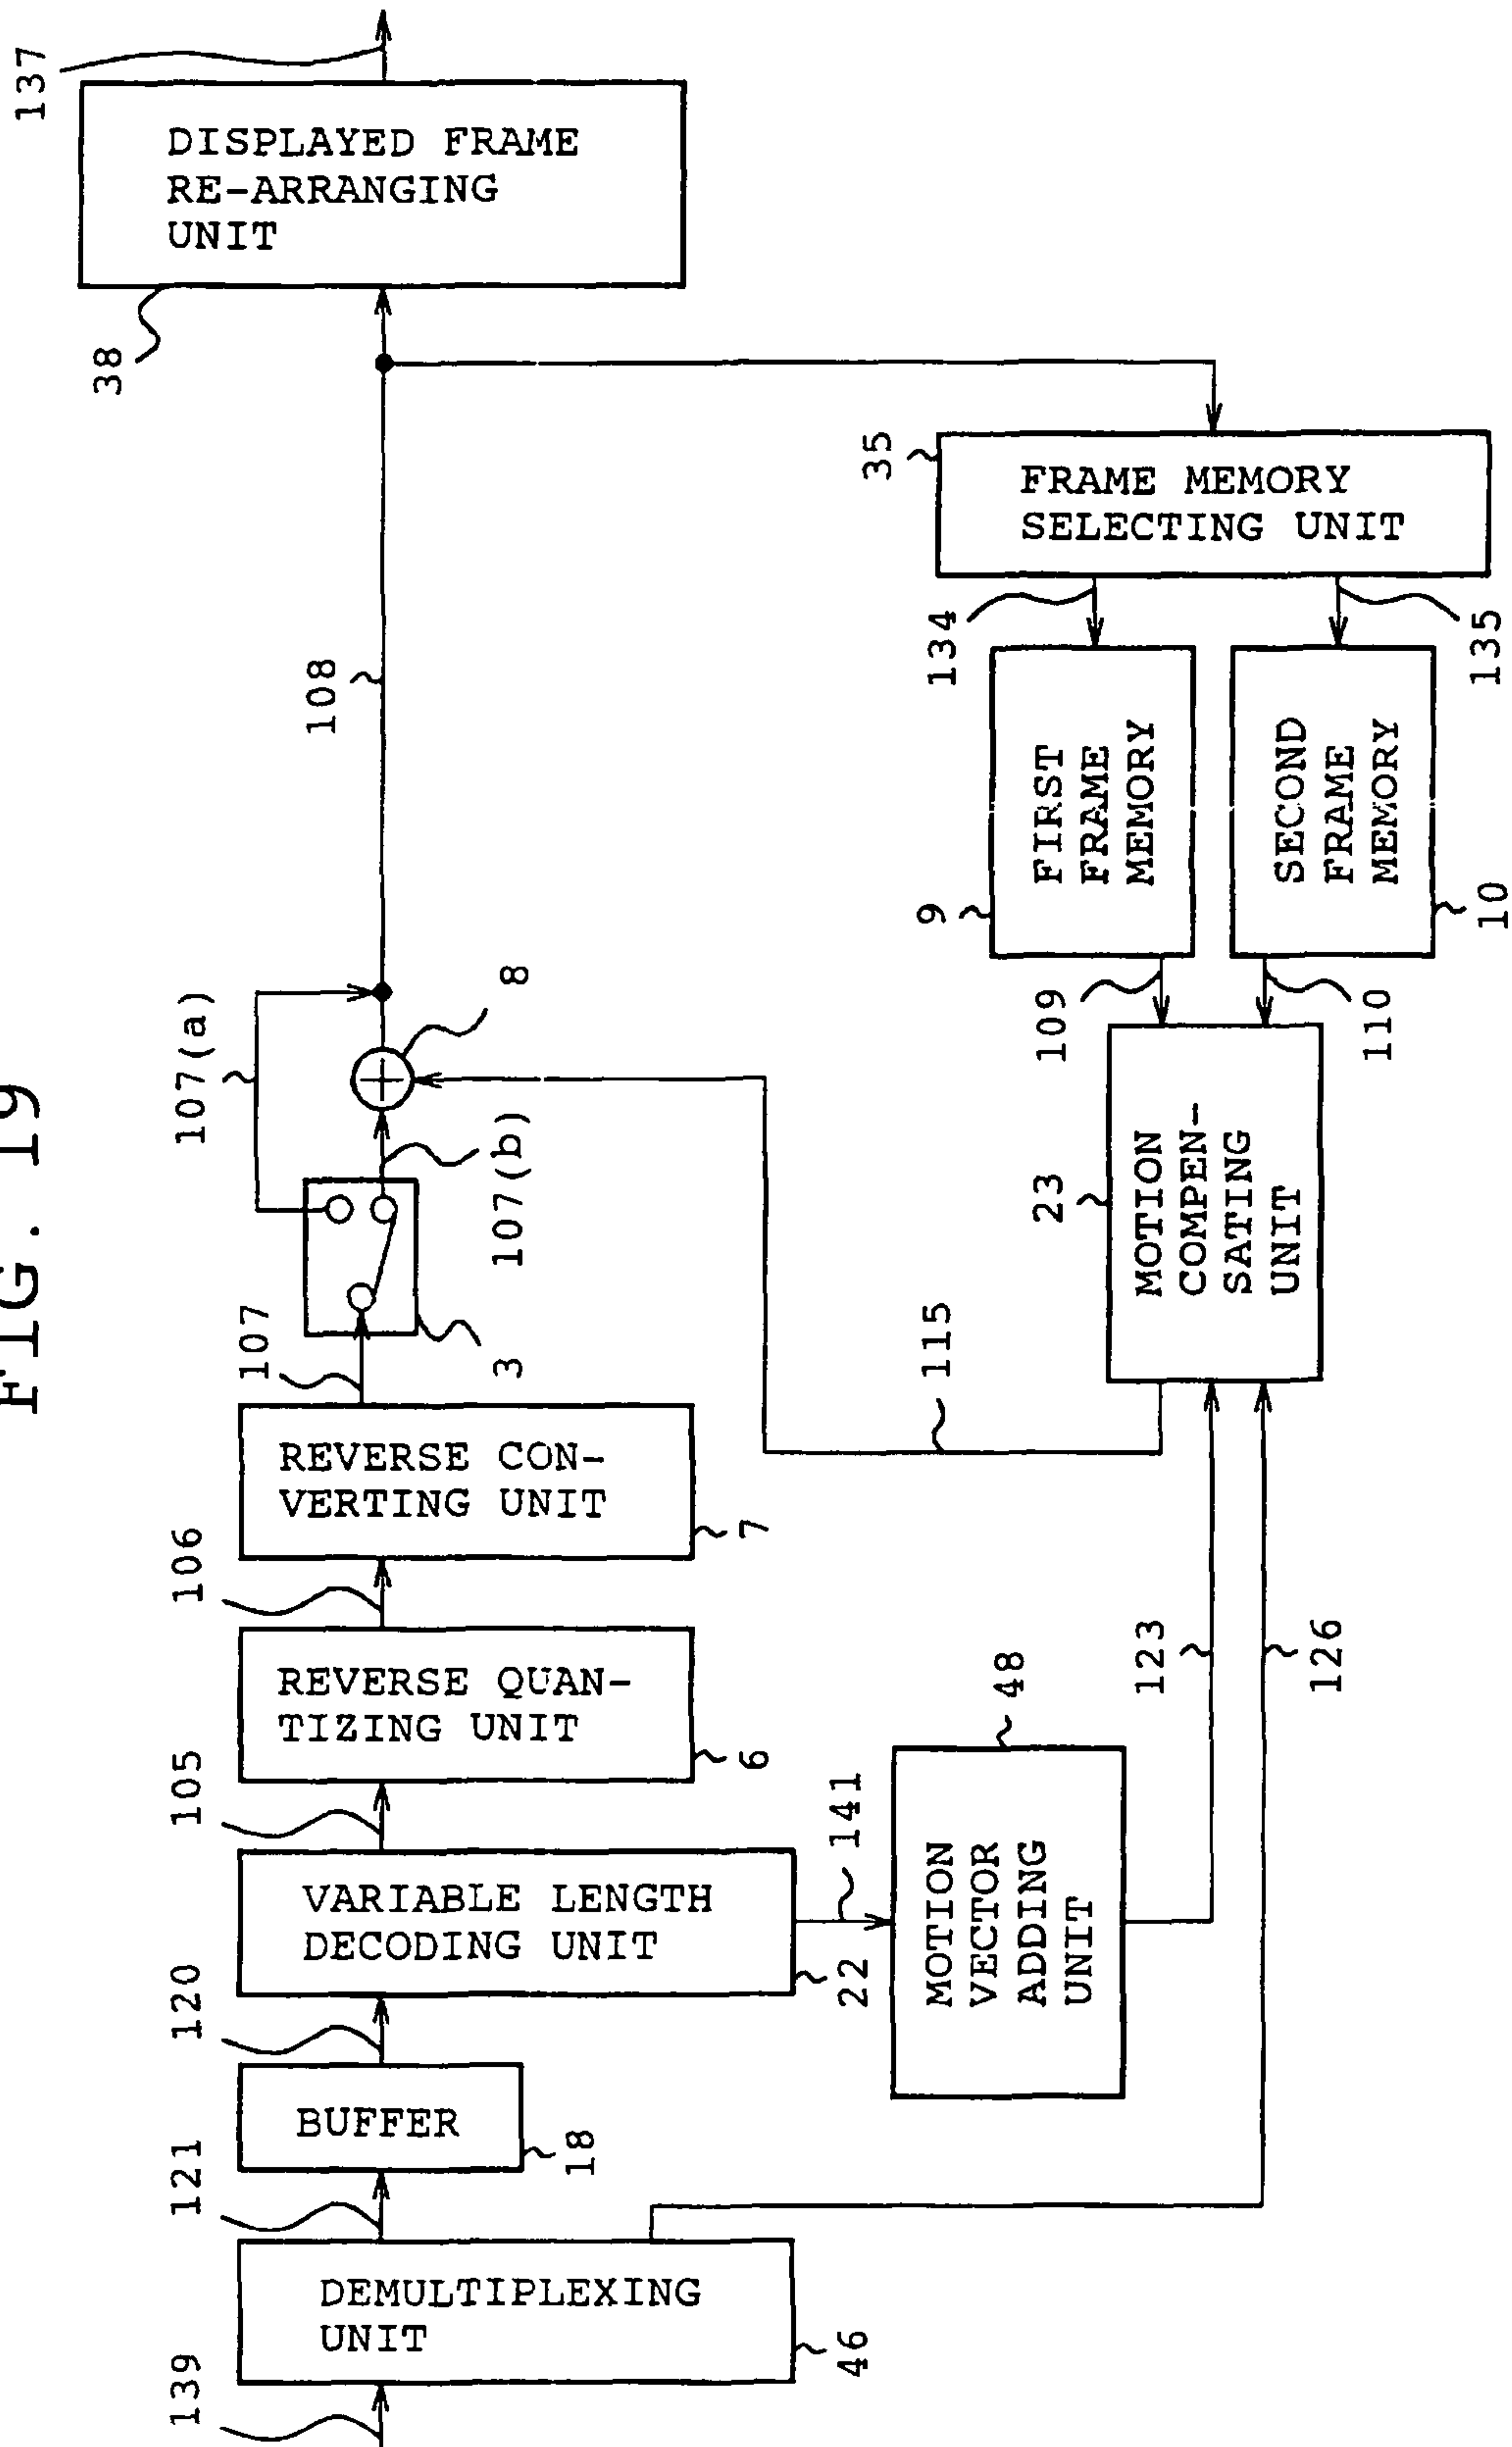 FIG. 19
139
DEMULTIPLEXING
UNIT
46
121
BUFFER
18
120
VARIABLE LENGTH
DECODING UNIT
22
105
REVERSE QUAN-
TIZING UNIT
6
106
REVERSE CON-
VERTING UNIT
7
107
3
107(a)
107(b)
8
108
38
DISPLAYED FRAME
RE-ARRANGING
UNIT
137
141
MOTION
VECTOR
ADDING
UNIT
48
123
126
115
23
MOTION
COMPEN-
SATING
UNIT
109
110
9
FIRST
FRAME
MEMORY
SECOND
FRAME
MEMORY
10
134
135
35
FRAME MEMORY
SELECTING UNIT